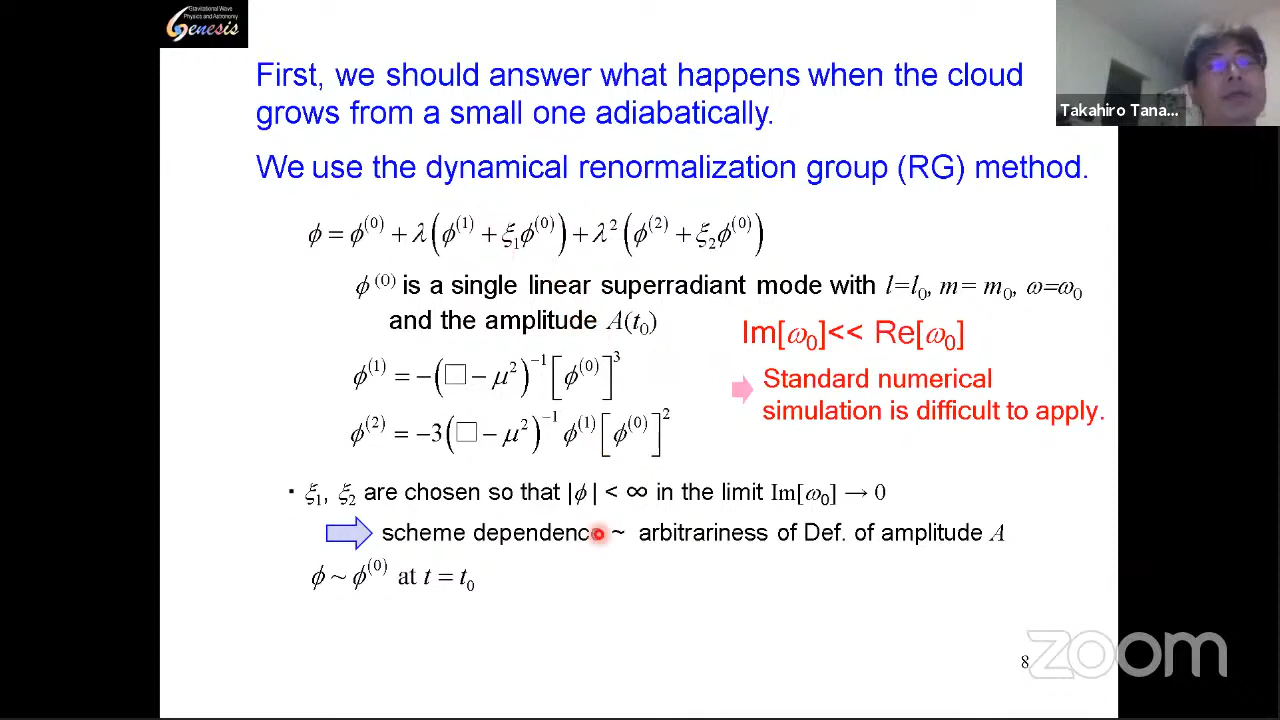 Gravitational Wave
Physics and Astronomy
Genesis
First, we should answer what happens when the cloud
grows from a small one adiabatically.
Takahiro Tana...
We use the dynamical renormalization group (RG) method.
ϕ = ϕ⁽⁰⁾ + λ(ϕ⁽¹⁾ + ξ₁ϕ⁽⁰⁾) + λ²(ϕ⁽²⁾ + ξ₂ϕ⁽⁰⁾)
ϕ⁽⁰⁾ is a single linear superradiant mode with l=l₀, m= m₀, ω=ω₀
and the amplitude A(t₀)
Im[ω₀]<< Re[ω₀]
ϕ⁽¹⁾ = −(□ − μ²)⁻¹[ϕ⁽⁰⁾]³
Standard numerical
simulation is difficult to apply.
ϕ⁽²⁾ = −3(□ − μ²)⁻¹ϕ⁽¹⁾[ϕ⁽⁰⁾]²
· ξ₁, ξ₂ are chosen so that |ϕ| < ∞ in the limit Im[ω₀] → 0
scheme dependence ~ arbitrariness of Def. of amplitude A
ϕ ~ ϕ⁽⁰⁾ at t = t₀
zoom
8